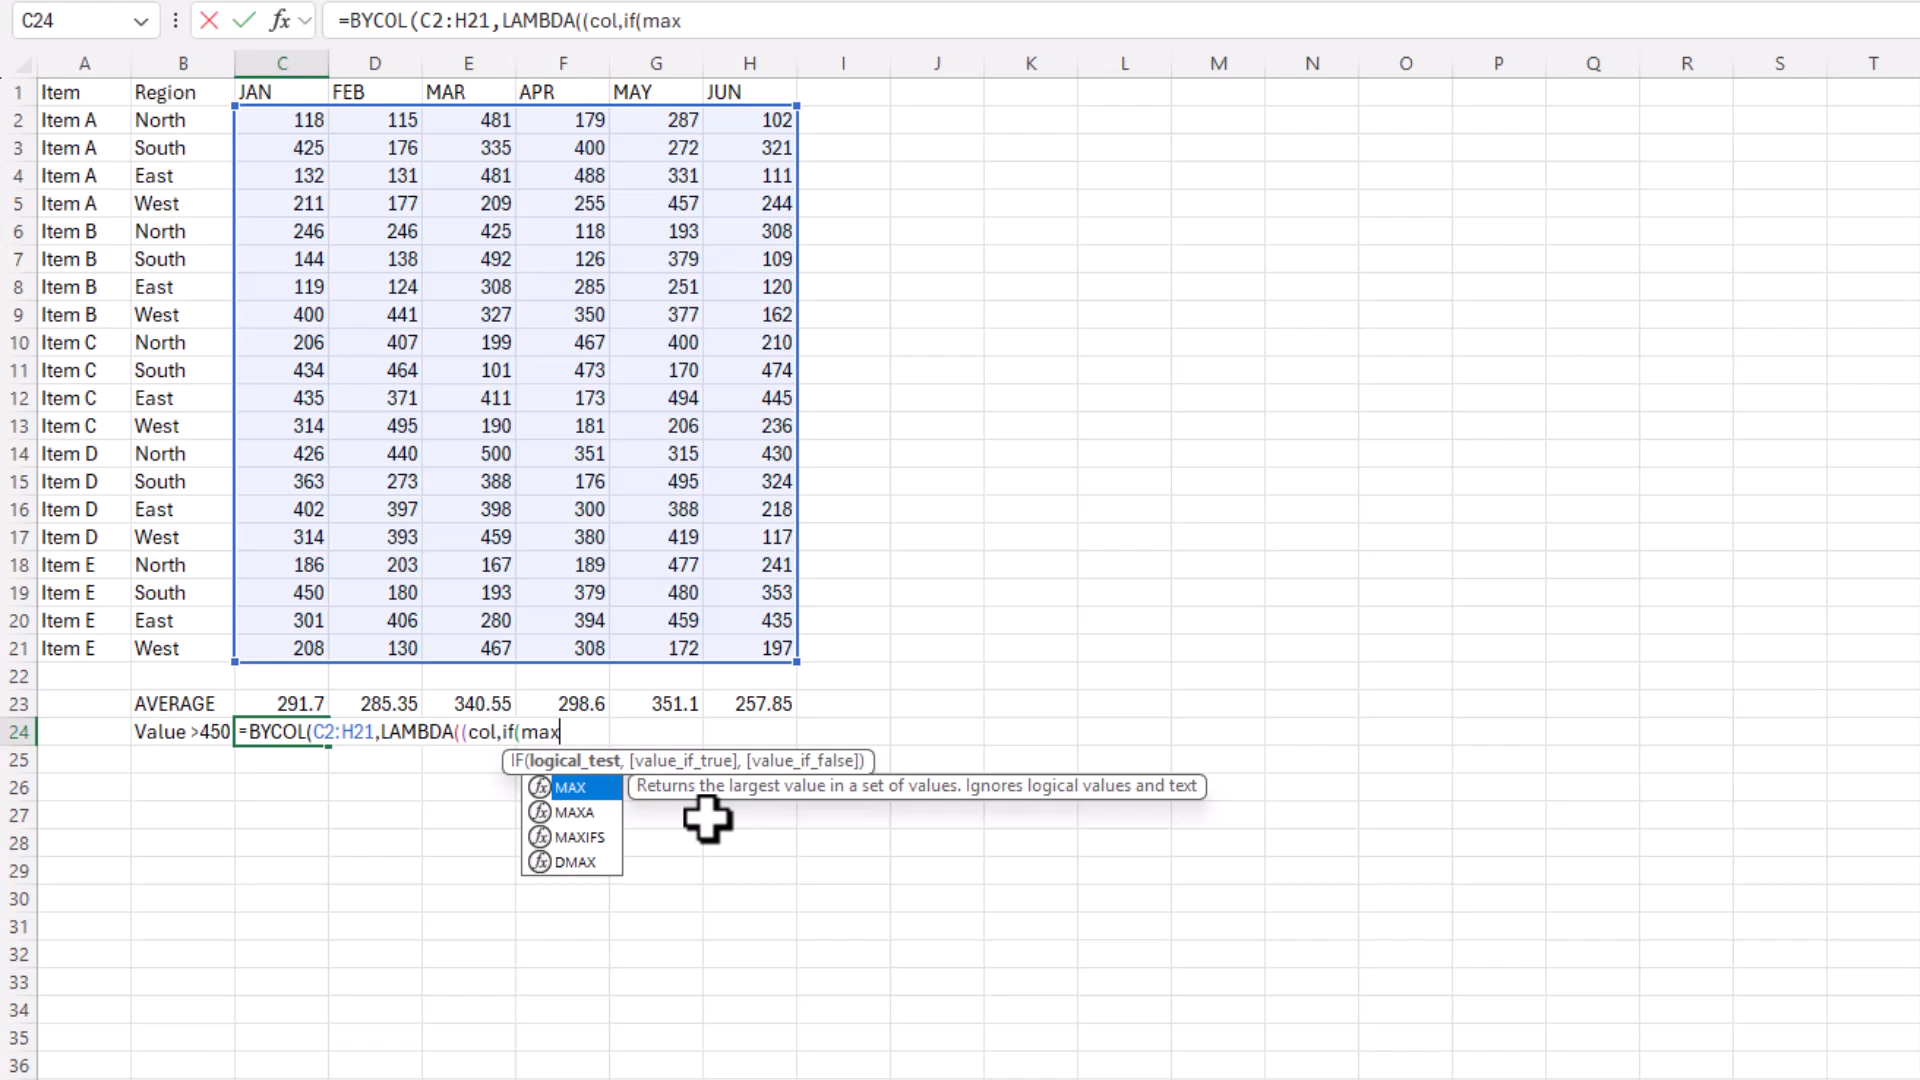 C24 fx =BYCOL(C2:H21,LAMBDA((col,if(max
A B C D E F G H I J K L M N O P Q R S T
1 Item Region JAN FEB MAR APR MAY JUN
2 Item A North 118 115 481 179 287 102
3 Item A South 425 176 335 400 272 321
4 Item A East 132 131 481 488 331 111
5 Item A West 211 177 209 255 457 244
6 Item B North 246 246 425 118 193 308
7 Item B South 144 138 492 126 379 109
8 Item B East 119 124 308 285 251 120
9 Item B West 400 441 327 350 377 162
10 Item C North 206 407 199 467 400 210
11 Item C South 434 464 101 473 170 474
12 Item C East 435 371 411 173 494 445
13 Item C West 314 495 190 181 206 236
14 Item D North 426 440 500 351 315 430
15 Item D South 363 273 388 176 495 324
16 Item D East 402 397 398 300 388 218
17 Item D West 314 393 459 380 419 117
18 Item E North 186 203 167 189 477 241
19 Item E South 450 180 193 379 480 353
20 Item E East 301 406 280 394 459 435
21 Item E West 208 130 467 308 172 197
22
23 AVERAGE 291.7 285.35 340.55 298.6 351.1 257.85
24 Value >450 =BYCOL(C2:H21,LAMBDA((col,if(max
25 IF(logical_test, [value_if_true], [value_if_false])
26 fx MAX Returns the largest value in a set of values. Ignores logical values and text
27 fx MAXA
28 fx MAXIFS
29 fx DMAX
30
31
32
33
34
35
36